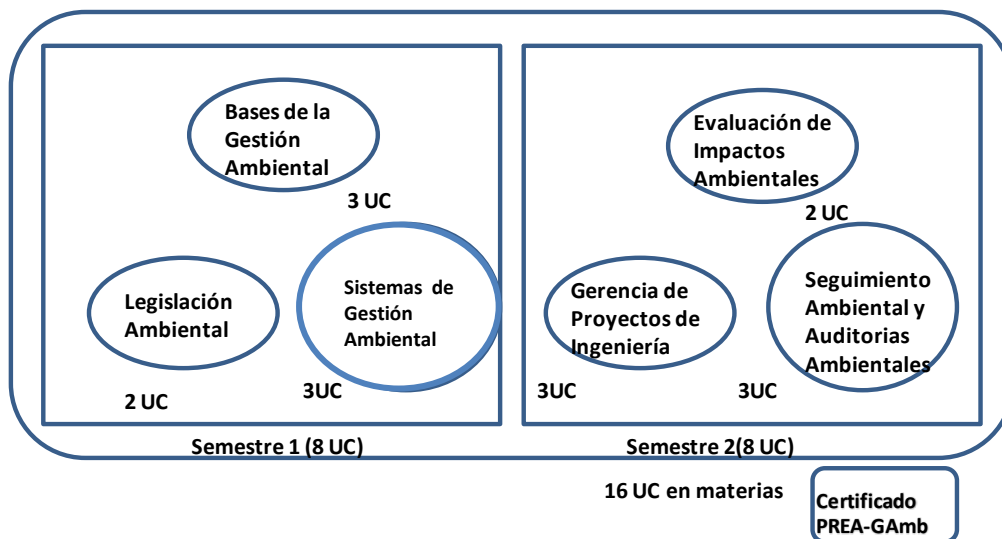 Bases de la
Gestión
Ambiental
3 UC
Legislación
Ambiental
2 UC
Sistemas de
Gestión
Ambiental
3UC
Semestre 1 (8 UC)
Evaluación de
Impactos
Ambientales
2 UC
Gerencia de
Proyectos de
Ingeniería
3UC
Seguimiento
Ambiental y
Auditorias
Ambientales
3UC
Semestre 2(8 UC)
16 UC en materias
Certificado
PREA-GAmb